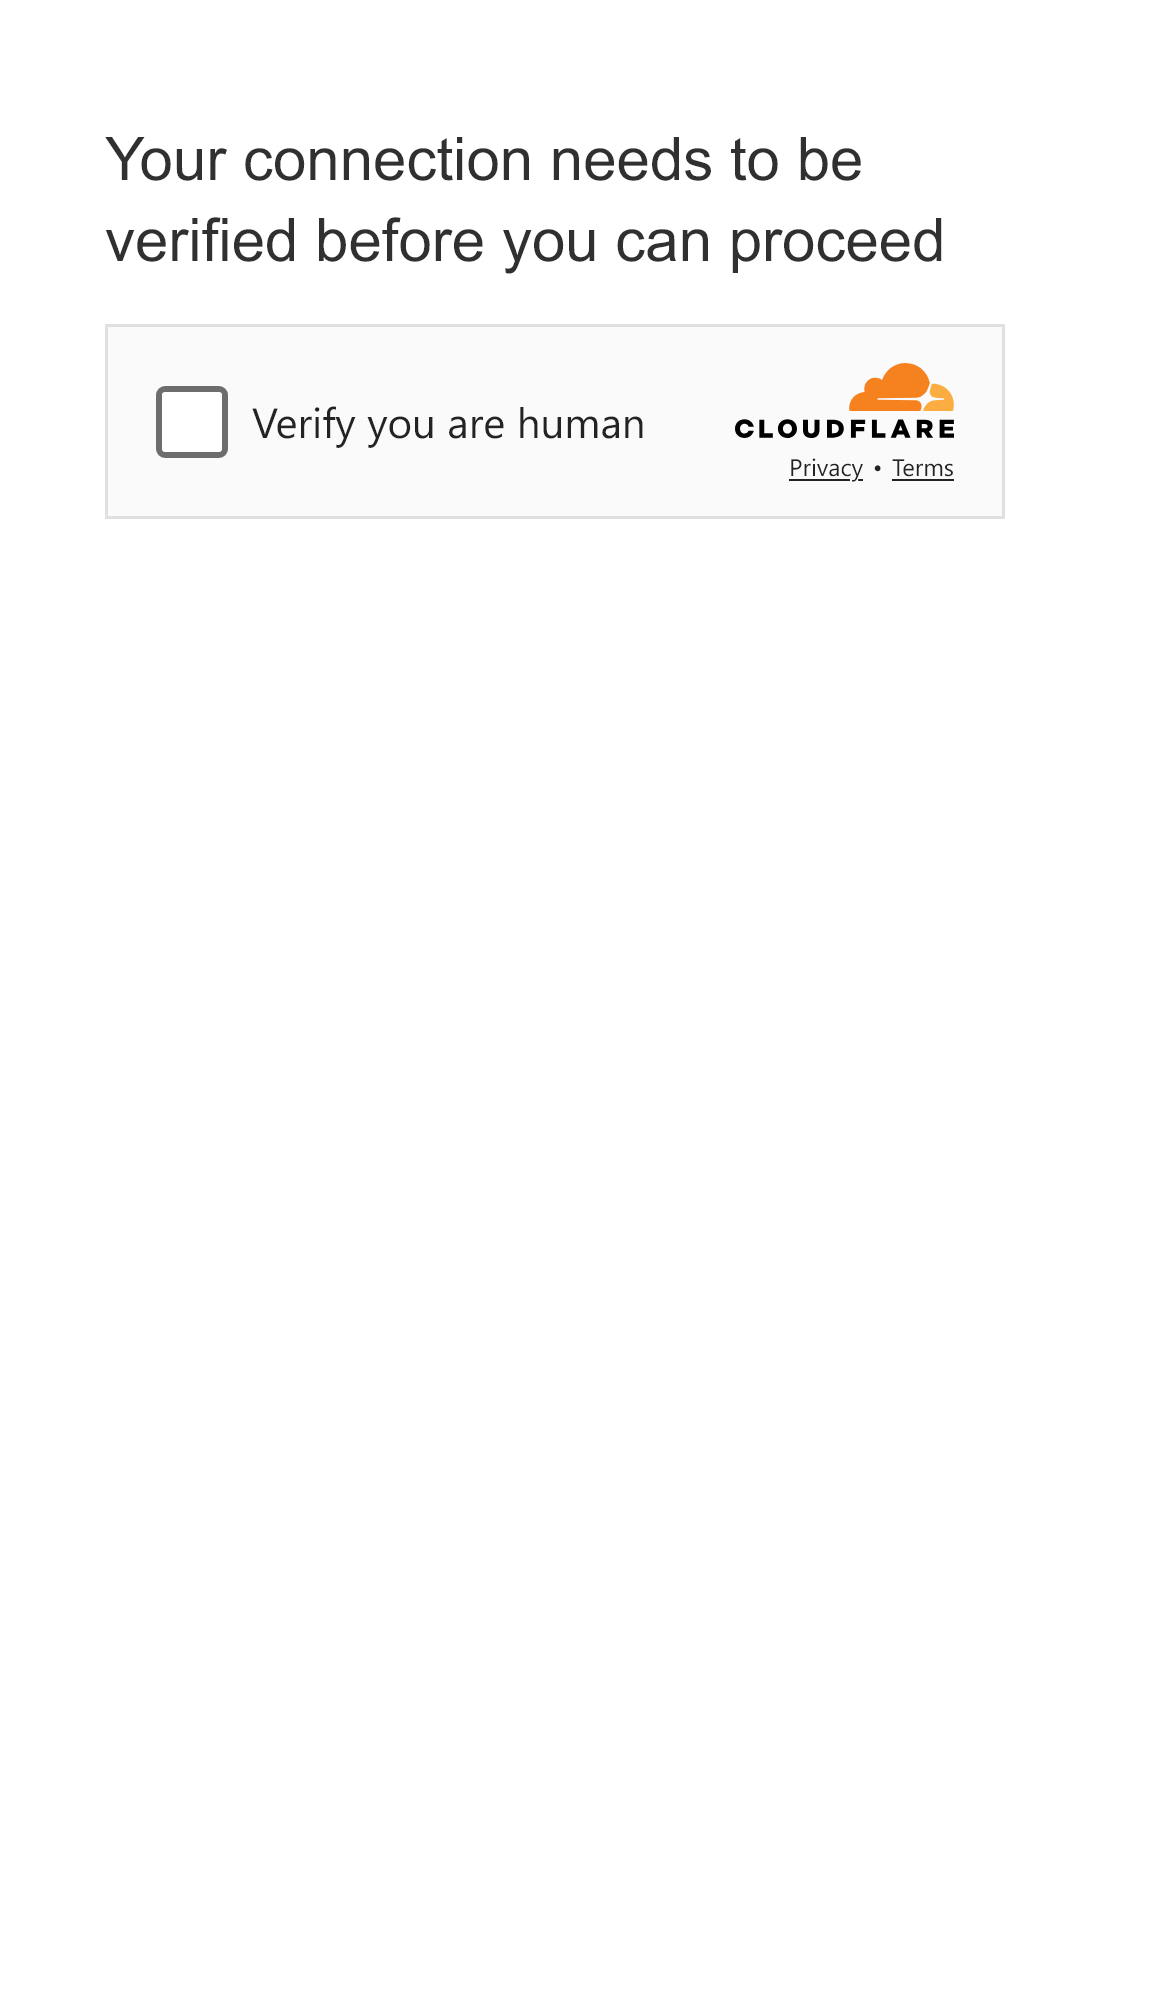 Your connection needs to be
verified before you can proceed
Verify you are human
CLOUDFLARE
Privacy • Terms